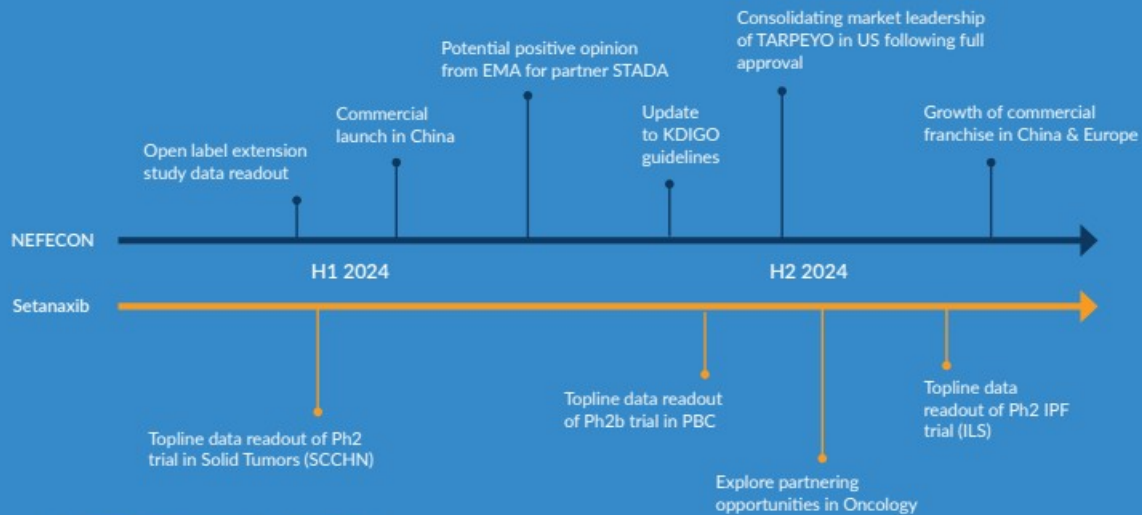 Consolidating market leadership
of TARPEYO in US following full
approval
Potential positive opinion
from EMA for partner STADA
Commercial
launch in China
Update
to KDIGO
guidelines
Growth of commercial
franchise in China & Europe
Open label extension
study data readout
NEFECON
H1 2024
H2 2024
Setanaxib
Topline data readout of Ph2
trial in Solid Tumors (SCCHN)
Topline data readout
of Ph2b trial in PBC
Topline data
readout of Ph2 IPF
trial (ILS)
Explore partnering
opportunities in Oncology